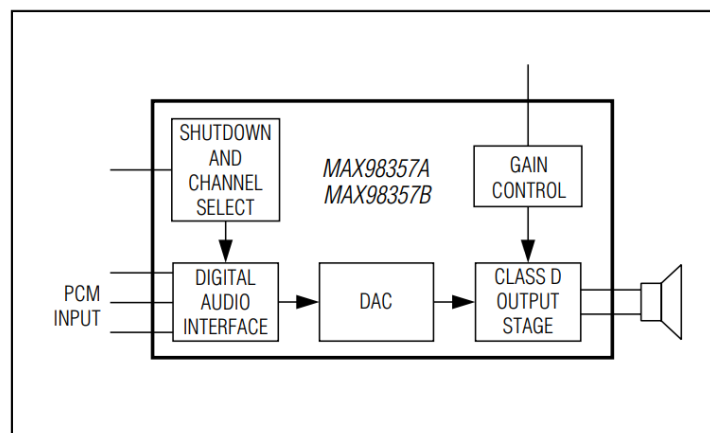 SHUTDOWN
AND
CHANNEL
SELECT
MAX98357A
MAX98357B
GAIN
CONTROL
PCM
INPUT
DIGITAL
AUDIO
INTERFACE
DAC
CLASS D
OUTPUT
STAGE